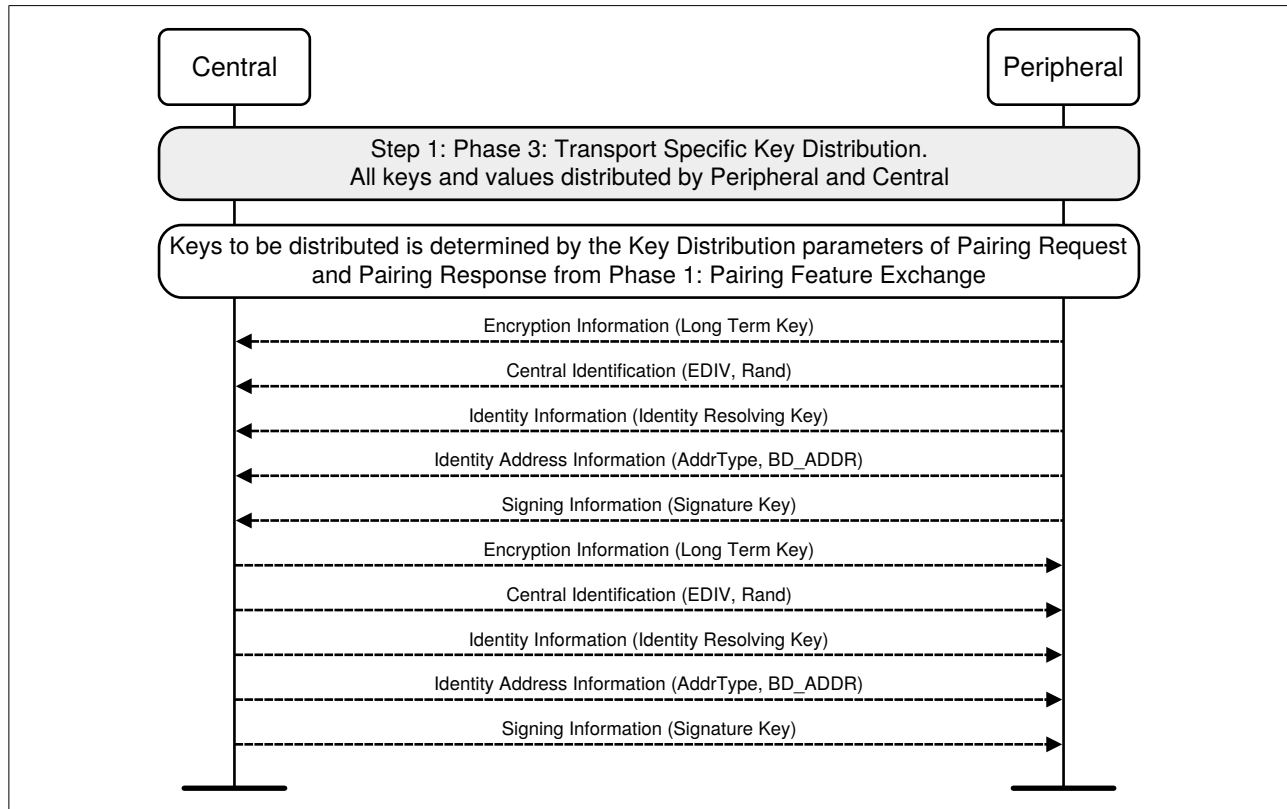 Central
Peripheral
Step 1: Phase 3: Transport Specific Key Distribution.
All keys and values distributed by Peripheral and Central
Keys to be distributed is determined by the Key Distribution parameters of Pairing Request
and Pairing Response from Phase 1: Pairing Feature Exchange
Encryption Information (Long Term Key)
Central Identification (EDIV, Rand)
Identity Information (Identity Resolving Key)
Identity Address Information (AddrType, BD_ADDR)
Signing Information (Signature Key)
Encryption Information (Long Term Key)
Central Identification (EDIV, Rand)
Identity Information (Identity Resolving Key)
Identity Address Information (AddrType, BD_ADDR)
Signing Information (Signature Key)